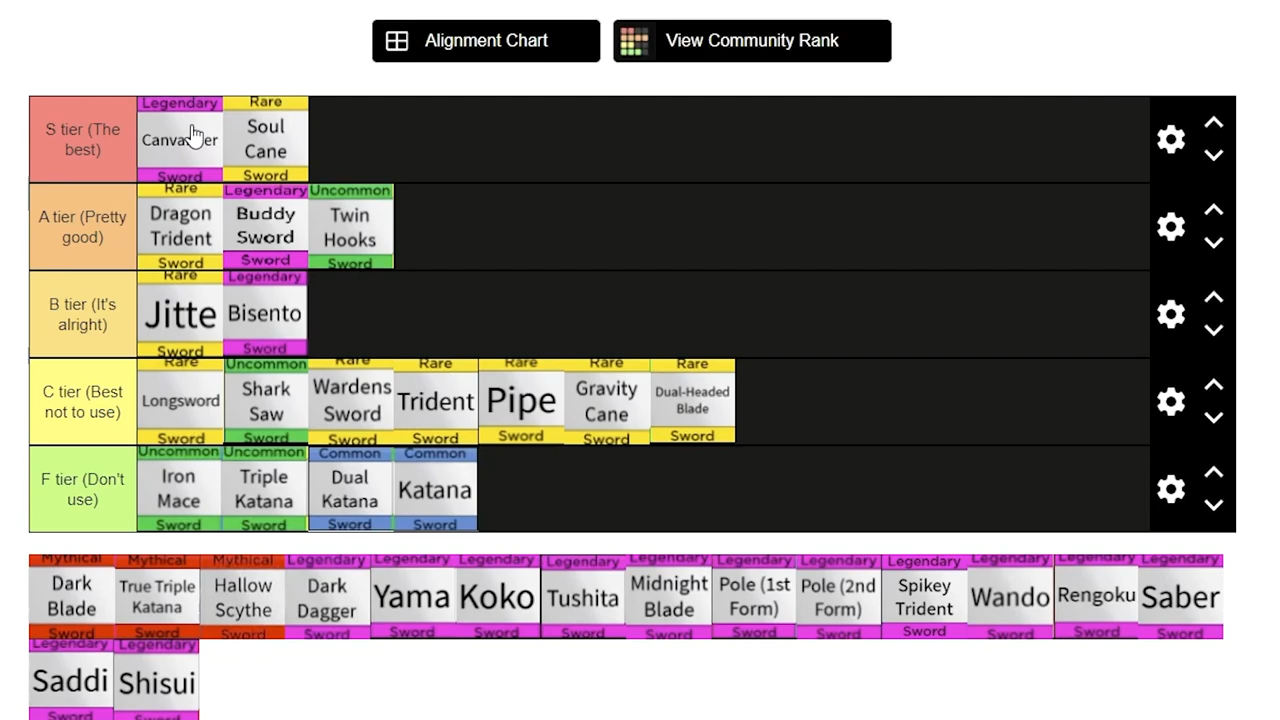 Alignment Chart
View Community Rank
S tier (The
best)
Legendary
Sword
Rare
Soul
Cane
Sword
A tier (Pretty
good)
Rare
Dragon
Trident
Sword
Legendary
Buddy
Sword
Sword
Uncommon
Twin
Hooks
Sword
B tier (It's
alright)
Rare
Jitte
Sword
Legendary
Bisento
Sword
C tier (Best
not to use)
Rare
Longsword
Sword
Uncommon
Shark
Saw
Sword
Rare
Wardens
Sword
Sword
Rare
Trident
Sword
Rare
Pipe
Sword
Rare
Gravity
Cane
Sword
Rare
Dual-Headed
Blade
Sword
F tier (Don't
use)
Uncommon
Iron
Mace
Sword
Uncommon
Triple
Katana
Sword
Common
Dual
Katana
Sword
Common
Katana
Sword
Mythical
Dark
Blade
Sword
Mythical
True Triple
Katana
Sword
Mythical
Hallow
Scythe
Sword
Legendary
Dark
Dagger
Sword
Legendary
Yama
Sword
Legendary
Koko
Sword
Legendary
Tushita
Sword
Legendary
Midnight
Blade
Sword
Legendary
Pole (1st
Form)
Sword
Legendary
Pole (2nd
Form)
Sword
Legendary
Spikey
Trident
Sword
Legendary
Wando
Sword
Legendary
Rengoku
Sword
Legendary
Saber
Sword
Legendary
Saddi
Sword
Legendary
Shisui
Sword